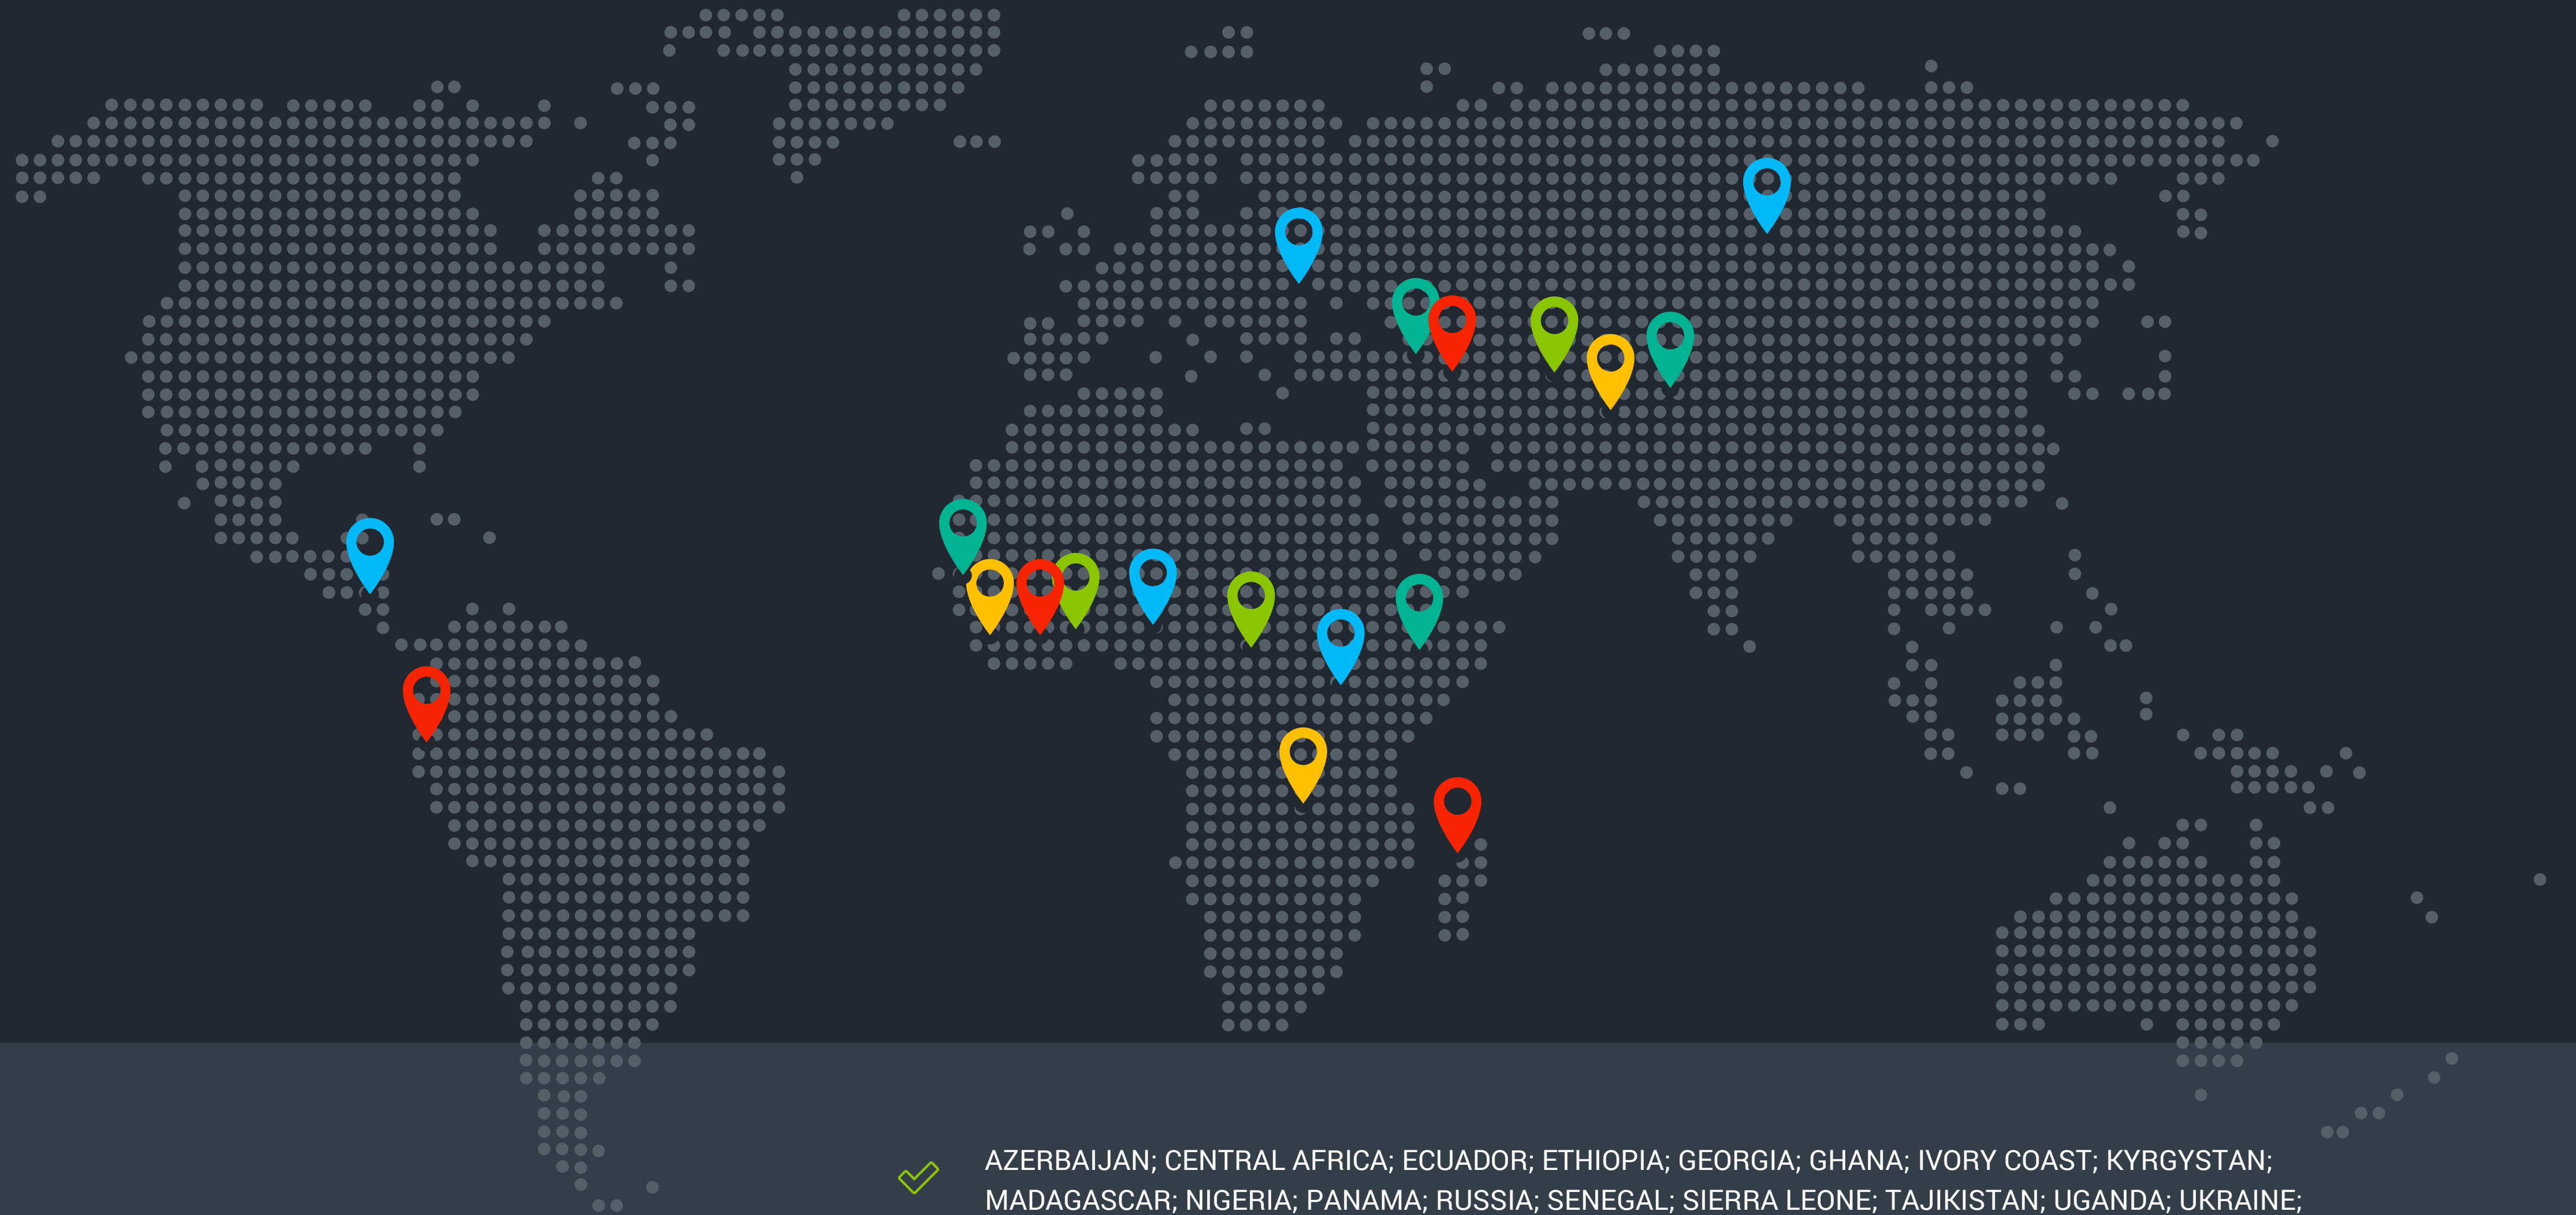 AZERBAIJAN; CENTRAL AFRICA; ECUADOR; ETHIOPIA; GEORGIA; GHANA; IVORY COAST; KYRGYSTAN;
MADAGASCAR; NIGERIA; PANAMA; RUSSIA; SENEGAL; SIERRA LEONE; TAJIKISTAN; UGANDA; UKRAINE;